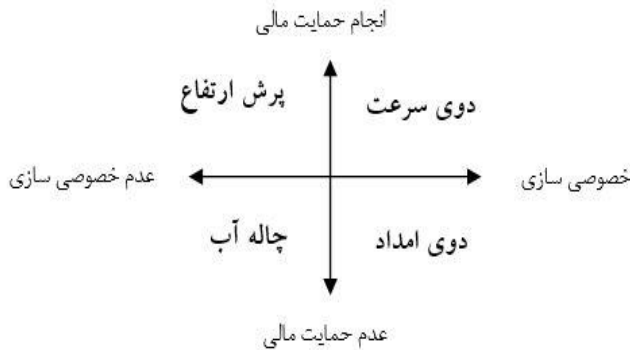 انجام حمایت مالی
دوی سرعت
پرش ارتفاع
خصوصی سازی
عدم خصوصی سازی
دوی امداد
چاله آب
عدم حمایت مالی